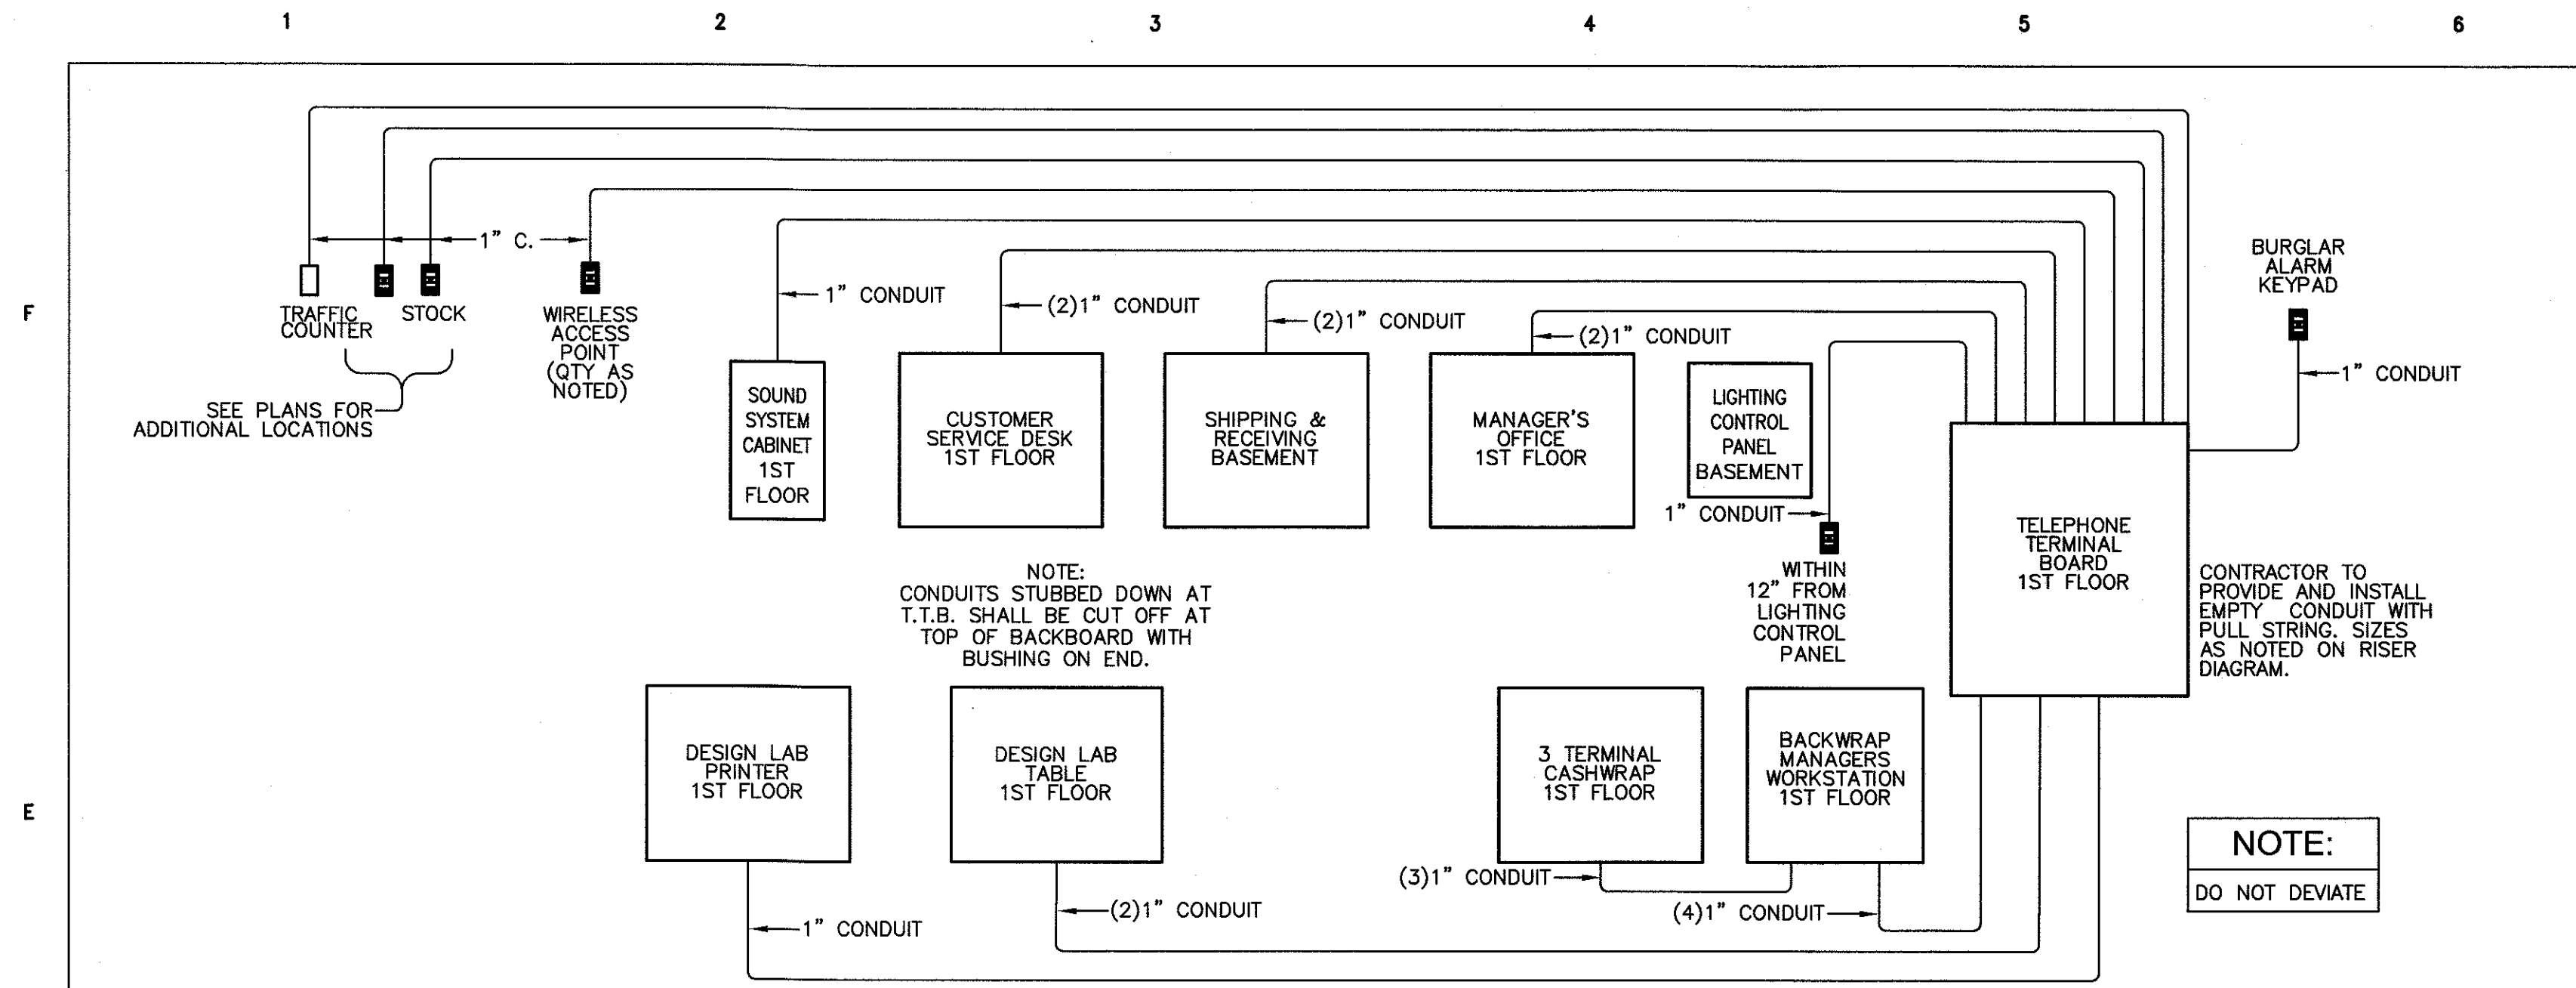 1 2 3 4 5 6
F
E
1" C.
TRAFFIC
COUNTER
STOCK
WIRELESS
ACCESS
POINT
(QTY AS
NOTED)
SEE PLANS FOR
ADDITIONAL LOCATIONS
1" CONDUIT
SOUND
SYSTEM
CABINET
1ST
FLOOR
(2)1" CONDUIT
CUSTOMER
SERVICE DESK
1ST FLOOR
(2)1" CONDUIT
SHIPPING &
RECEIVING
BASEMENT
(2)1" CONDUIT
MANAGER'S
OFFICE
1ST FLOOR
LIGHTING
CONTROL
PANEL
BASEMENT
1" CONDUIT
WITHIN
12" FROM
LIGHTING
CONTROL
PANEL
BURGLAR
ALARM
KEYPAD
1" CONDUIT
TELEPHONE
TERMINAL
BOARD
1ST FLOOR
CONTRACTOR TO
PROVIDE AND INSTALL
EMPTY CONDUIT WITH
PULL STRING. SIZES
AS NOTED ON RISER
DIAGRAM.
NOTE:
CONDUITS STUBBED DOWN AT
T.T.B. SHALL BE CUT OFF AT
TOP OF BACKBOARD WITH
BUSHING ON END.
DESIGN LAB
PRINTER
1ST FLOOR
1" CONDUIT
DESIGN LAB
TABLE
1ST FLOOR
(2)1" CONDUIT
3 TERMINAL
CASHWRAP
1ST FLOOR
(3)1" CONDUIT
BACKWRAP
MANAGERS
WORKSTATION
1ST FLOOR
(4)1" CONDUIT
NOTE:
DO NOT DEVIATE